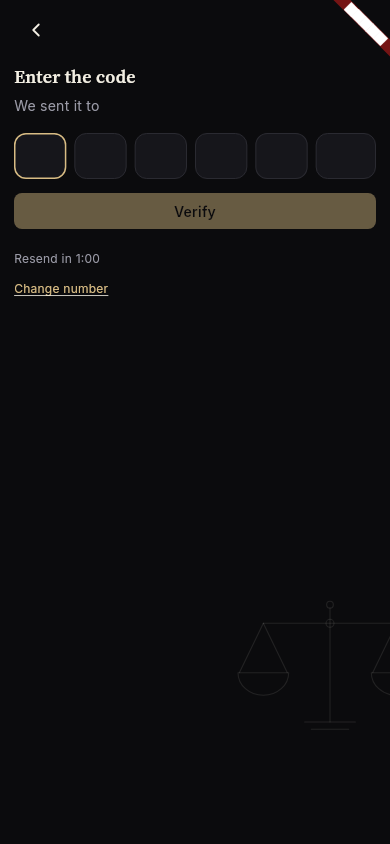 Enter the code
We sent it to
Verify
Resend in 1:00
Change number